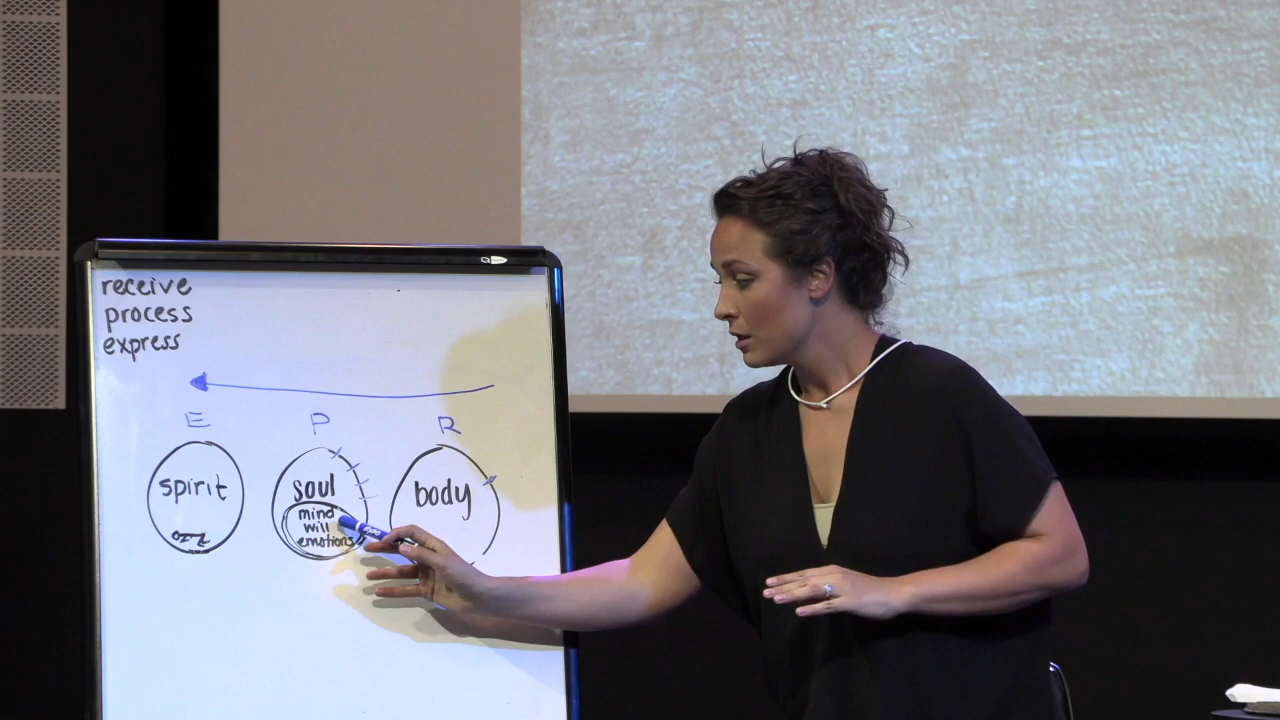 receive
process
express
E P R
spirit soul body
mind
will
emotions